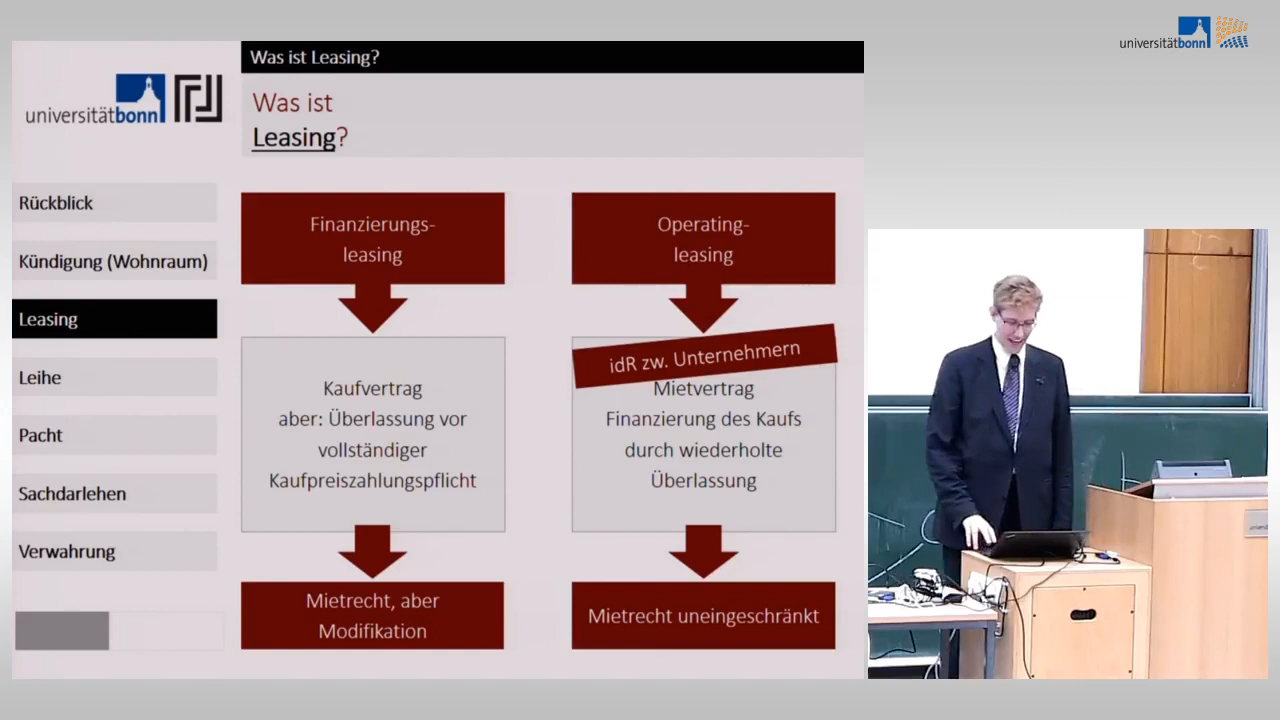 universitätbonn
Was ist Leasing?
universitätbonn
Was ist
Leasing?
Rückblick
Kündigung (Wohnraum)
Leasing
Leihe
Pacht
Sachdarlehen
Verwahrung
Finanzierungs-
leasing
Kaufvertrag
aber: Überlassung vor
vollständiger
Kaufpreiszahlungspflicht
Mietrecht, aber
Modifikation
Operating-
leasing
idR zw. Unternehmern
Mietvertrag
Finanzierung des Kaufs
durch wiederholte
Überlassung
Mietrecht uneingeschränkt